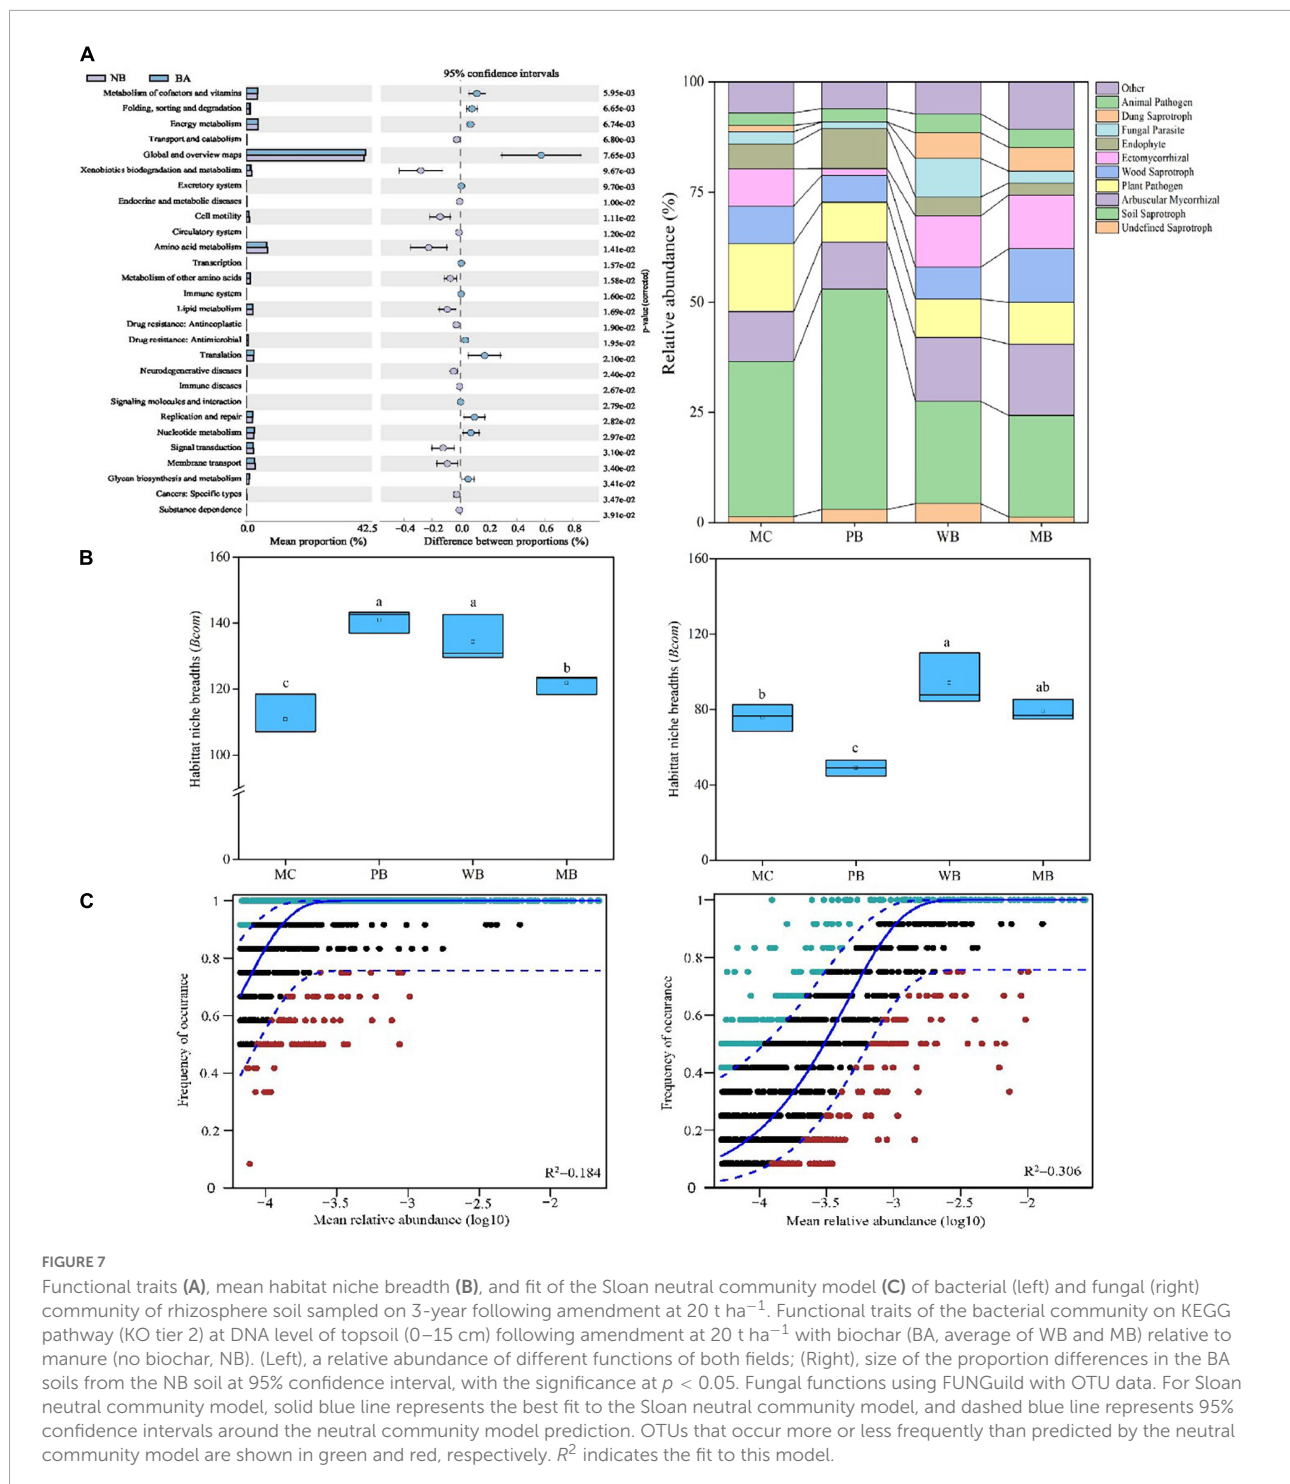 A
NB BA
95% confidence intervals
Metabolism of cofactors and vitamins 5.95e-03
Folding, sorting and degradation 6.65e-03
Energy metabolism 6.74e-03
Transport and catabolism 6.80e-03
Global and overview maps 7.65e-03
Xenobiotics biodegradation and metabolism 9.67e-03
Excretory system 9.70e-03
Endocrine and metabolic diseases 1.00e-02
Cell motility 1.11e-02
Circulatory system 1.20e-02
Amino acid metabolism 1.41e-02
Transcription 1.57e-02
Metabolism of other amino acids 1.58e-02
Immune system 1.60e-02
Lipid metabolism 1.69e-02
Drug resistance: Antineoplastic 1.90e-02
Drug resistance: Antimicrobial 1.95e-02
Translation 2.10e-02
Neurodegenerative diseases 2.40e-02
Immune diseases 2.67e-02
Signaling molecules and interaction 2.79e-02
Replication and repair 2.82e-02
Nucleotide metabolism 2.97e-02
Signal transduction 3.10e-02
Membrane transport 3.40e-02
Glycan biosynthesis and metabolism 3.41e-02
Cancers: Specific types 3.47e-02
Substance dependence 3.91e-02
p-value (corrected)
0.0 42.5 −0.4 −0.2 0.0 0.2 0.4 0.6 0.8
Mean proportion (%) Difference between proportions (%)
Relative abundance (%)
100
75
50
25
0
MC PB WB MB
Other
Animal Pathogen
Dung Saprotroph
Fungal Parasite
Endophyte
Ectomycorrhizal
Wood Saprotroph
Plant Pathogen
Arbuscular Mycorrhizal
Soil Saprotroph
Undefined Saprotroph
B
Habittat niche breadths (Bcom)
160
140
120
100
0
c a a b
MC PB WB MB
Habittat niche breadths (Bcom)
160
120
80
40
0
b c a ab
MC PB WB MB
C
Frequency of occurance
1
0.8
0.6
0.4
0.2
0
R²–0.184
−4 −3.5 −3 −2.5 −2
Mean relative abundance (log10)
Frequency of occurance
1
0.8
0.6
0.4
0.2
0
R²–0.306
−4 −3.5 −3 −2.5 −2
Mean relative abundance (log10)
FIGURE 7
Functional traits (A), mean habitat niche breadth (B), and fit of the Sloan neutral community model (C) of bacterial (left) and fungal (right)
community of rhizosphere soil sampled on 3-year following amendment at 20 t ha⁻¹. Functional traits of the bacterial community on KEGG
pathway (KO tier 2) at DNA level of topsoil (0–15 cm) following amendment at 20 t ha⁻¹ with biochar (BA, average of WB and MB) relative to
manure (no biochar, NB). (Left), a relative abundance of different functions of both fields; (Right), size of the proportion differences in the BA
soils from the NB soil at 95% confidence interval, with the significance at p < 0.05. Fungal functions using FUNGuild with OTU data. For Sloan
neutral community model, solid blue line represents the best fit to the Sloan neutral community model, and dashed blue line represents 95%
confidence intervals around the neutral community model prediction. OTUs that occur more or less frequently than predicted by the neutral
community model are shown in green and red, respectively. R² indicates the fit to this model.